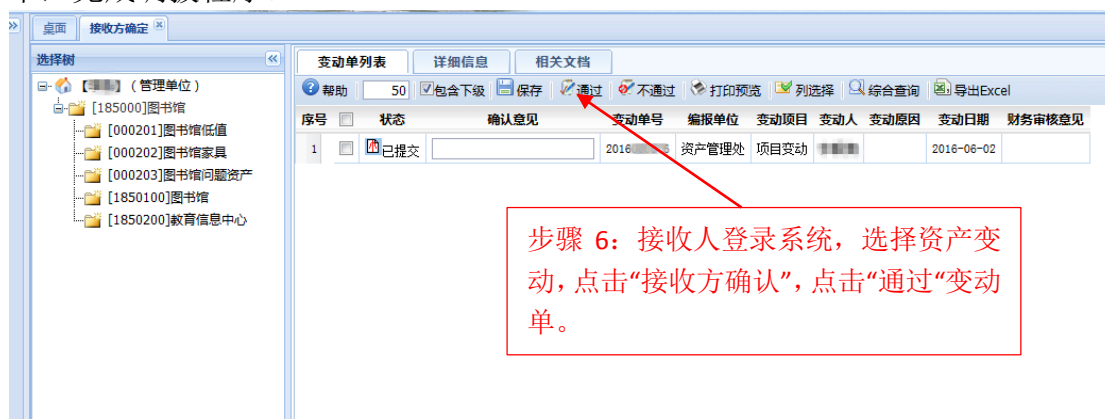 桌面 接收方确定
选择树
变动单列表 详细信息 相关文档
【 】（管理单位）
[185000]图书馆
[000201]图书馆低值
[000202]图书馆家具
[000203]图书馆问题资产
[1850100]图书馆
[1850200]教育信息中心
帮助 50 包含下级 保存 通过 不通过 打印预览 列选择 综合查询 导出Excel
序号 状态 确认意见 变动单号 编报单位 变动项目 变动人 变动原因 变动日期 财务审核意见
1 已提交 2016 资产管理处 项目变动 2016-06-02
步骤 6：接收人登录系统，选择资产变
动，点击“接收方确认”，点击“通过“变动
单。